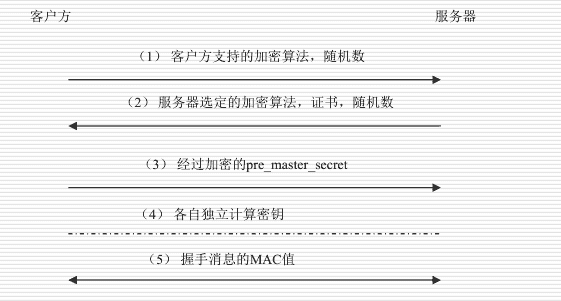 客户方 服务器
（1） 客户方支持的加密算法，随机数
（2） 服务器选定的加密算法，证书，随机数
（3） 经过加密的pre_master_secret
（4） 各自独立计算密钥
（5） 握手消息的MAC值